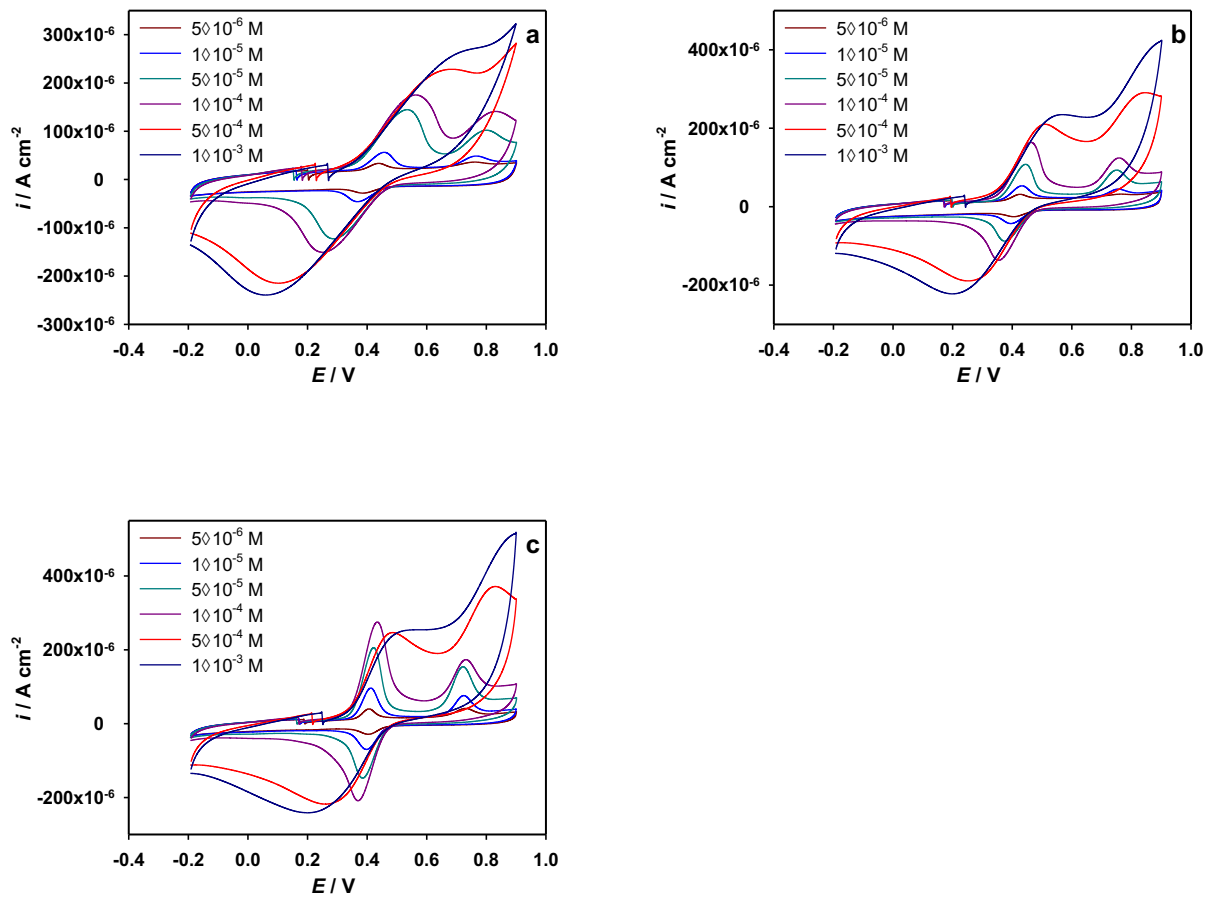 a
5◊10⁻⁶ M
1◊10⁻⁵ M
5◊10⁻⁵ M
1◊10⁻⁴ M
5◊10⁻⁴ M
1◊10⁻³ M
300x10⁻⁶
200x10⁻⁶
100x10⁻⁶
0
-100x10⁻⁶
-200x10⁻⁶
-300x10⁻⁶
i / A cm⁻²
-0.4 -0.2 0.0 0.2 0.4 0.6 0.8 1.0
E / V
b
5◊10⁻⁶ M
1◊10⁻⁵ M
5◊10⁻⁵ M
1◊10⁻⁴ M
5◊10⁻⁴ M
1◊10⁻³ M
400x10⁻⁶
200x10⁻⁶
0
-200x10⁻⁶
i / A cm⁻²
-0.4 -0.2 0.0 0.2 0.4 0.6 0.8 1.0
E / V
c
5◊10⁻⁶ M
1◊10⁻⁵ M
5◊10⁻⁵ M
1◊10⁻⁴ M
5◊10⁻⁴ M
1◊10⁻³ M
400x10⁻⁶
200x10⁻⁶
0
-200x10⁻⁶
i / A cm⁻²
-0.4 -0.2 0.0 0.2 0.4 0.6 0.8 1.0
E / V